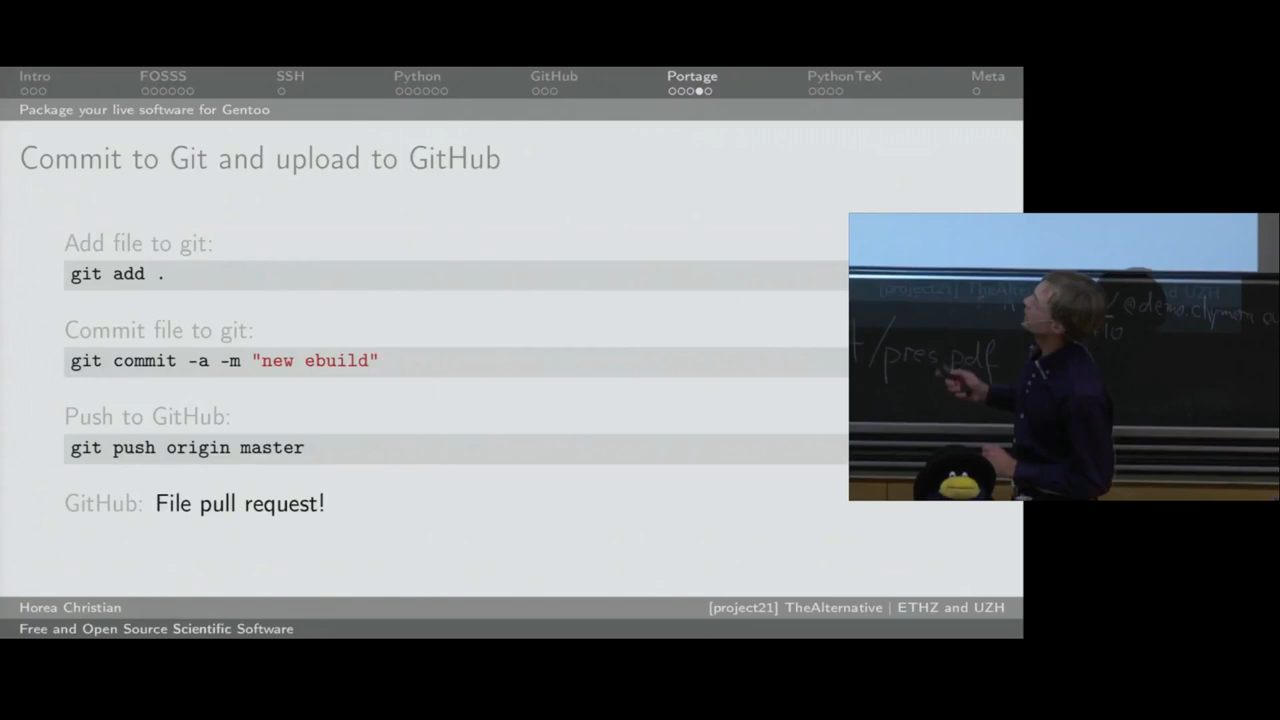 Intro FOSSS SSH Python GitHub Portage PythonTeX Meta
Package your live software for Gentoo
Commit to Git and upload to GitHub
Add file to git:
git add .
Commit file to git:
git commit -a -m "new ebuild"
Push to GitHub:
git push origin master
GitHub: File pull request!
/pres.pdf
Horea Christian [project21] TheAlternative | ETHZ and UZH
Free and Open Source Scientific Software